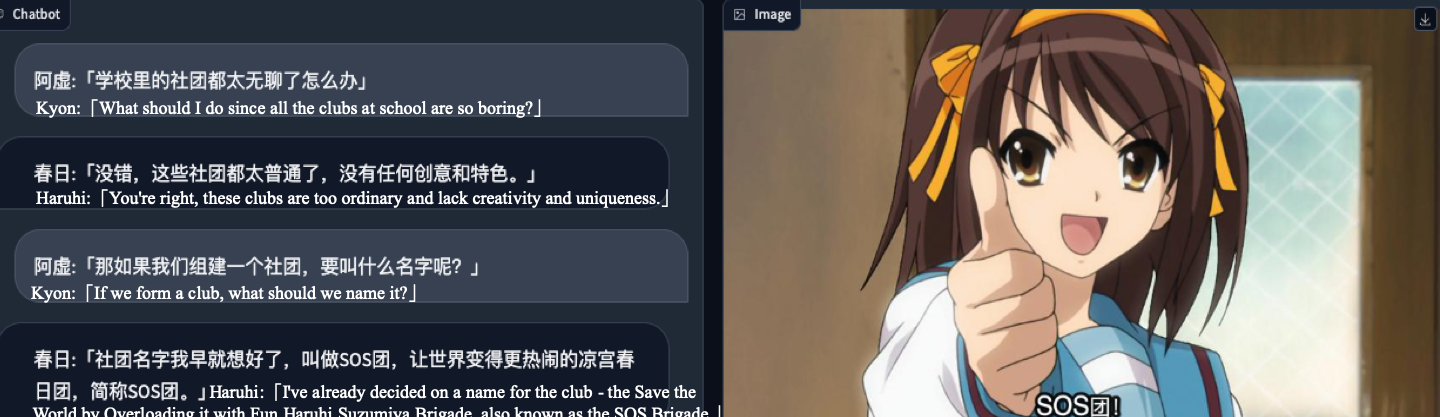 Chatbot
阿虚:「学校里的社团都太无聊了怎么办」
Kyon:「What should I do since all the clubs at school are so boring?」
春日:「没错，这些社团都太普通了，没有任何创意和特色。」
Haruhi:「You're right, these clubs are too ordinary and lack creativity and uniqueness.」
阿虚:「那如果我们组建一个社团，要叫什么名字呢？」
Kyon:「If we form a club, what should we name it?」
春日:「社团名字我早就想好了，叫做SOS团，让世界变得更热闹的凉宫春
日团，简称SOS团。」Haruhi:「I've already decided on a name for the club - the Save the
World by Overloading it with Fun Haruhi Suzumiya Brigade, also known as the SOS Brigade.」
Image
SOS团!